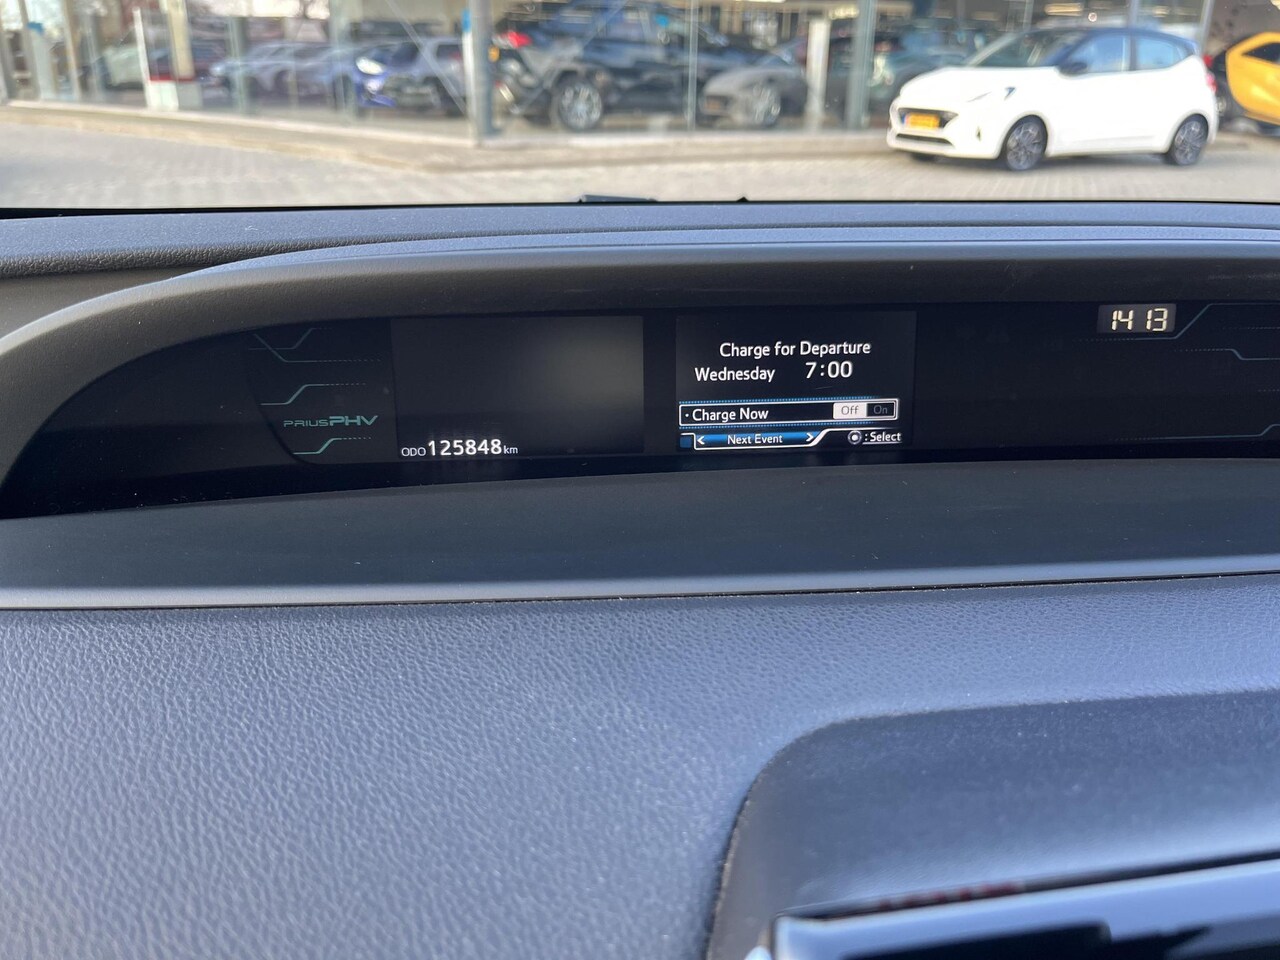 14 13
Charge for Departure
Wednesday 7:00
PRIUSPHV
· Charge Now Off On
ODO 125848 km
< Next Event > : Select